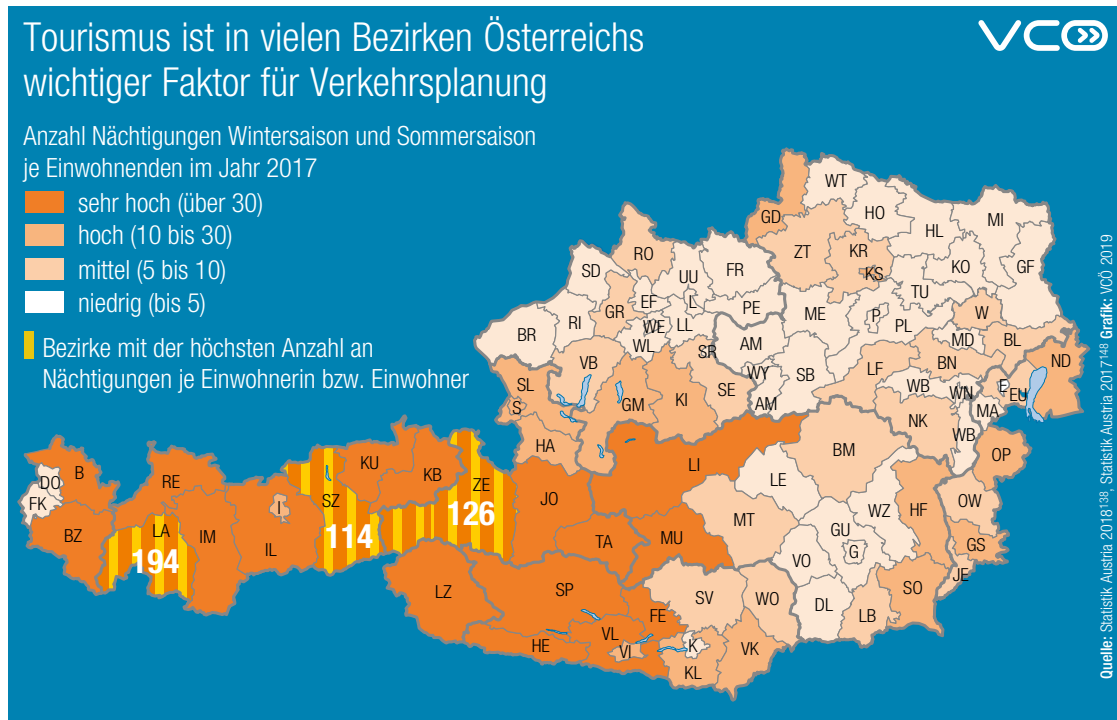 Tourismus ist in vielen Bezirken Österreichs
wichtiger Faktor für Verkehrsplanung
VCÖ
Anzahl Nächtigungen Wintersaison und Sommersaison
je Einwohnenden im Jahr 2017
sehr hoch (über 30)
hoch (10 bis 30)
mittel (5 bis 10)
niedrig (bis 5)
Bezirke mit der höchsten Anzahl an
Nächtigungen je Einwohnerin bzw. Einwohner
WT
GD
HO
HL
MI
RO
ZT
KR
KS
KO
GF
SD
UU
FR
EF
L
TU
GR
PE
ME
P
PL
W
BR
RI
WE
LL
WL
AM
MD
BL
ND
VB
SR
WY
SB
LF
BN
SL
S
GM
KI
SE
AM
WB
WN
E
EU
MA
NK
WB
HA
BM
OP
KU
KB
ZE
LI
LE
B
DO
FK
RE
SZ
I
JO
MT
WZ
HF
OW
BZ
LA
194
IM
IL
114
126
TA
MU
GU
G
VO
GS
JE
LZ
SP
FE
SV
WO
DL
LB
SO
HE
VL
VI
K
KL
VK
Quelle: Statistik Austria 2018138, Statistik Austria 2017148 Grafik: VCÖ 2019